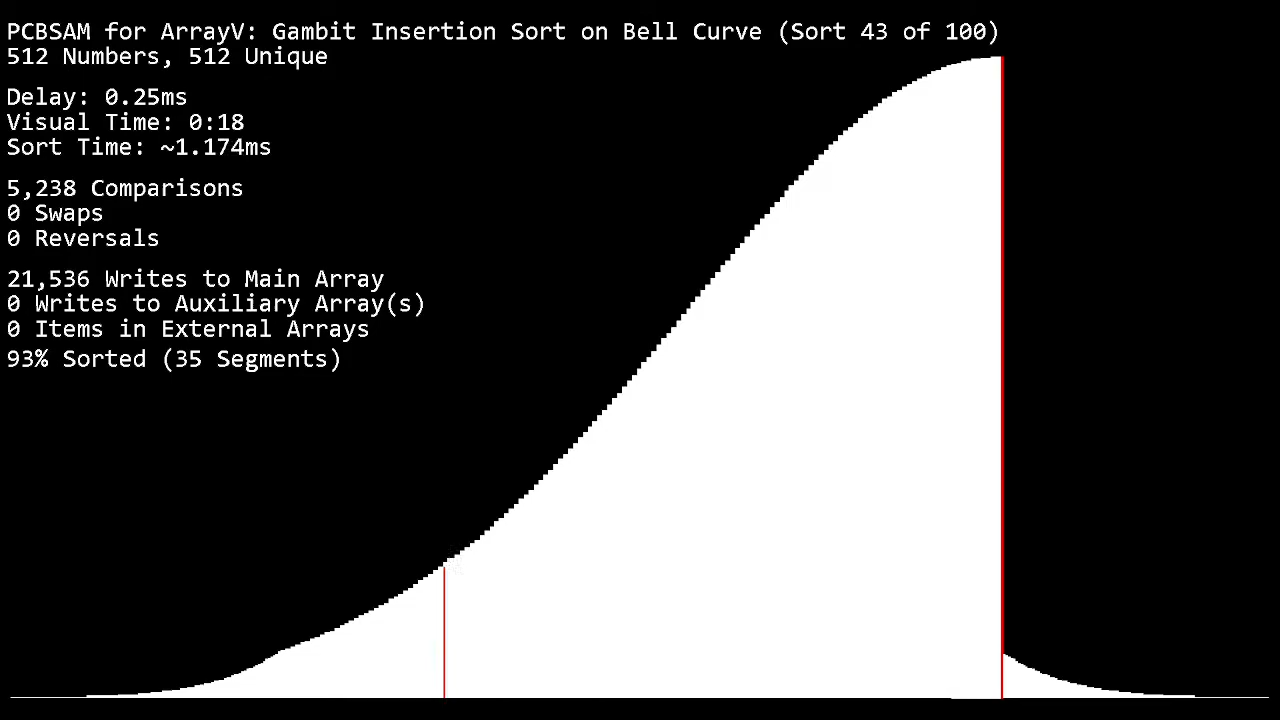 PCBSAM for ArrayV: Gambit Insertion Sort on Bell Curve (Sort 43 of 100)
512 Numbers, 512 Unique
Delay: 0.25ms
Visual Time: 0:18
Sort Time: ~1.174ms
5,238 Comparisons
0 Swaps
0 Reversals
21,536 Writes to Main Array
0 Writes to Auxiliary Array(s)
0 Items in External Arrays
93% Sorted (35 Segments)